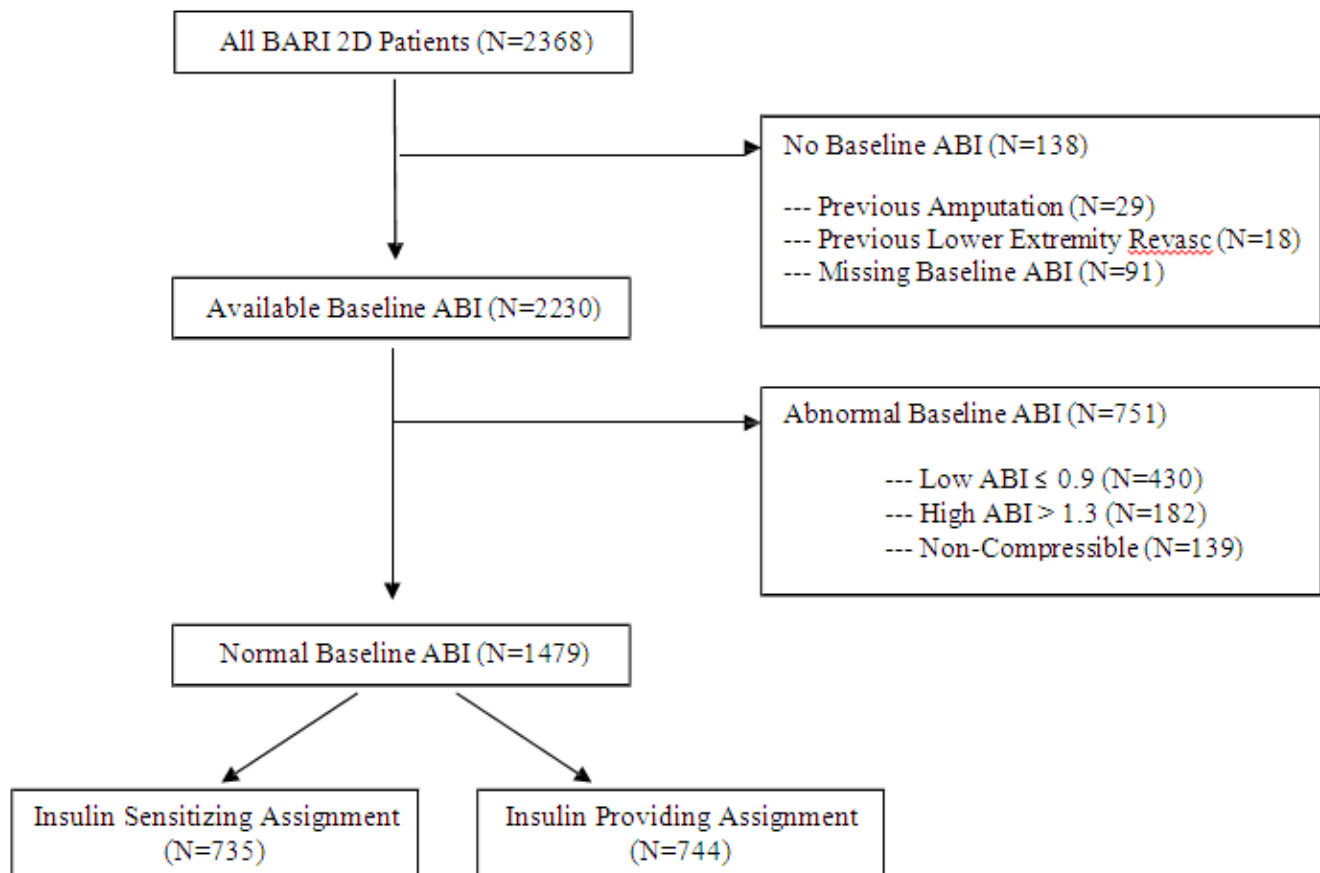 All BARI 2D Patients (N=2368)
No Baseline ABI (N=138)
--- Previous Amputation (N=29)
--- Previous Lower Extremity Revasc (N=18)
--- Missing Baseline ABI (N=91)
Available Baseline ABI (N=2230)
Abnormal Baseline ABI (N=751)
--- Low ABI ≤ 0.9 (N=430)
--- High ABI > 1.3 (N=182)
--- Non-Compressible (N=139)
Normal Baseline ABI (N=1479)
Insulin Sensitizing Assignment
(N=735)
Insulin Providing Assignment
(N=744)